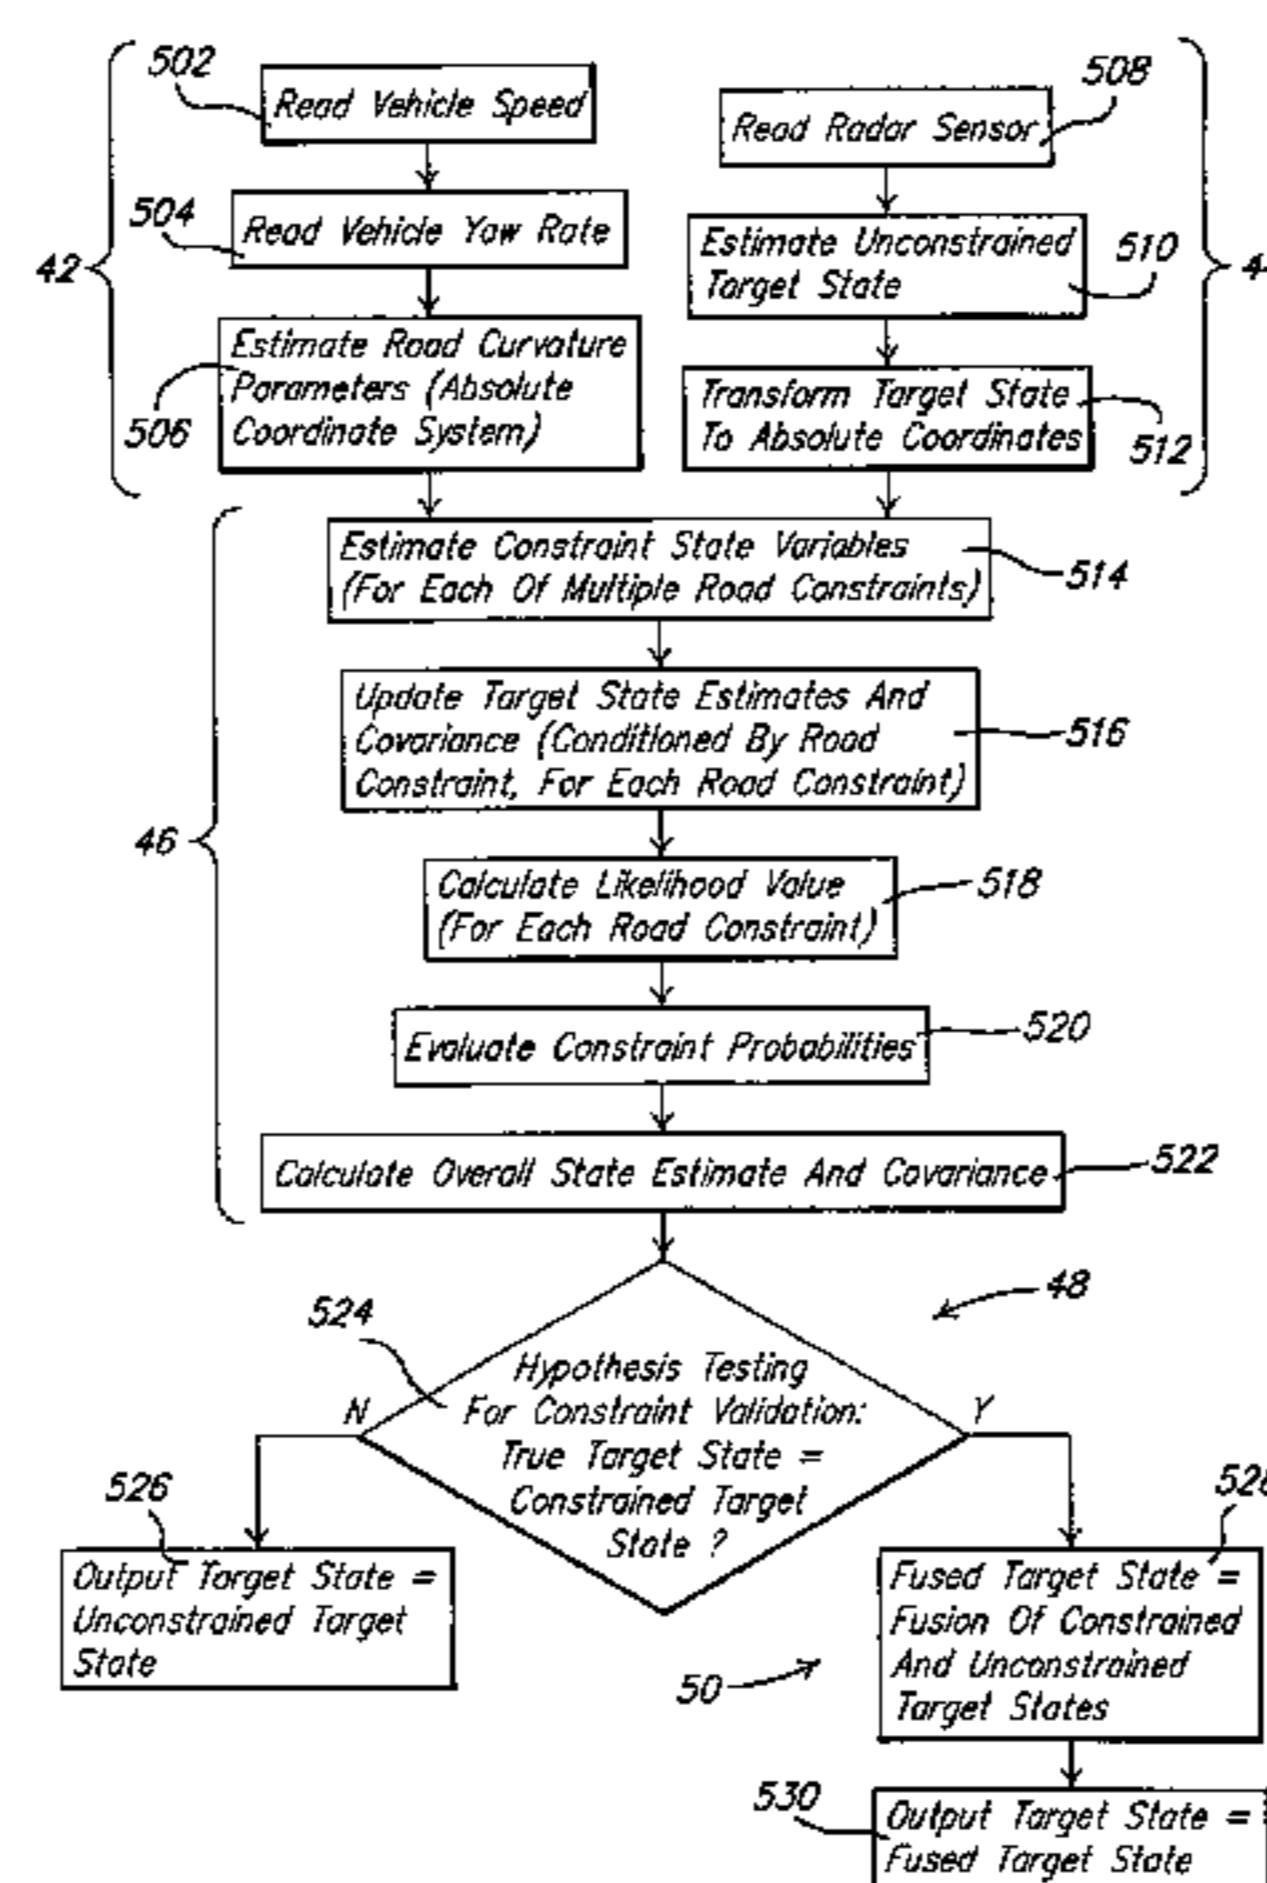 502
Read Vehicle Speed
504
Read Vehicle Yaw Rate
42
506
Estimate Road Curvature
Parameters (Absolute
Coordinate System)
508
Read Radar Sensor
Estimate Unconstrained
Target State
510
Transform Target State
To Absolute Coordinates
512
Estimate Constraint State Variables
(For Each Of Multiple Road Constraints)
514
Update Target State Estimates And
Covariance (Conditioned By Road
Constraint, For Each Road Constraint)
516
46
Calculate Likelihood Value
(For Each Road Constraint)
518
Evaluate Constraint Probabilities
520
Calculate Overall State Estimate And Covariance
522
48
524
Hypothesis Testing
For Constraint Validation:
True Target State =
Constrained Target
State ?
N
Y
526
Output Target State =
Unconstrained Target
State
Fused Target State =
Fusion Of Constrained
And Unconstrained
Target States
50
530
Output Target State =
Fused Target State